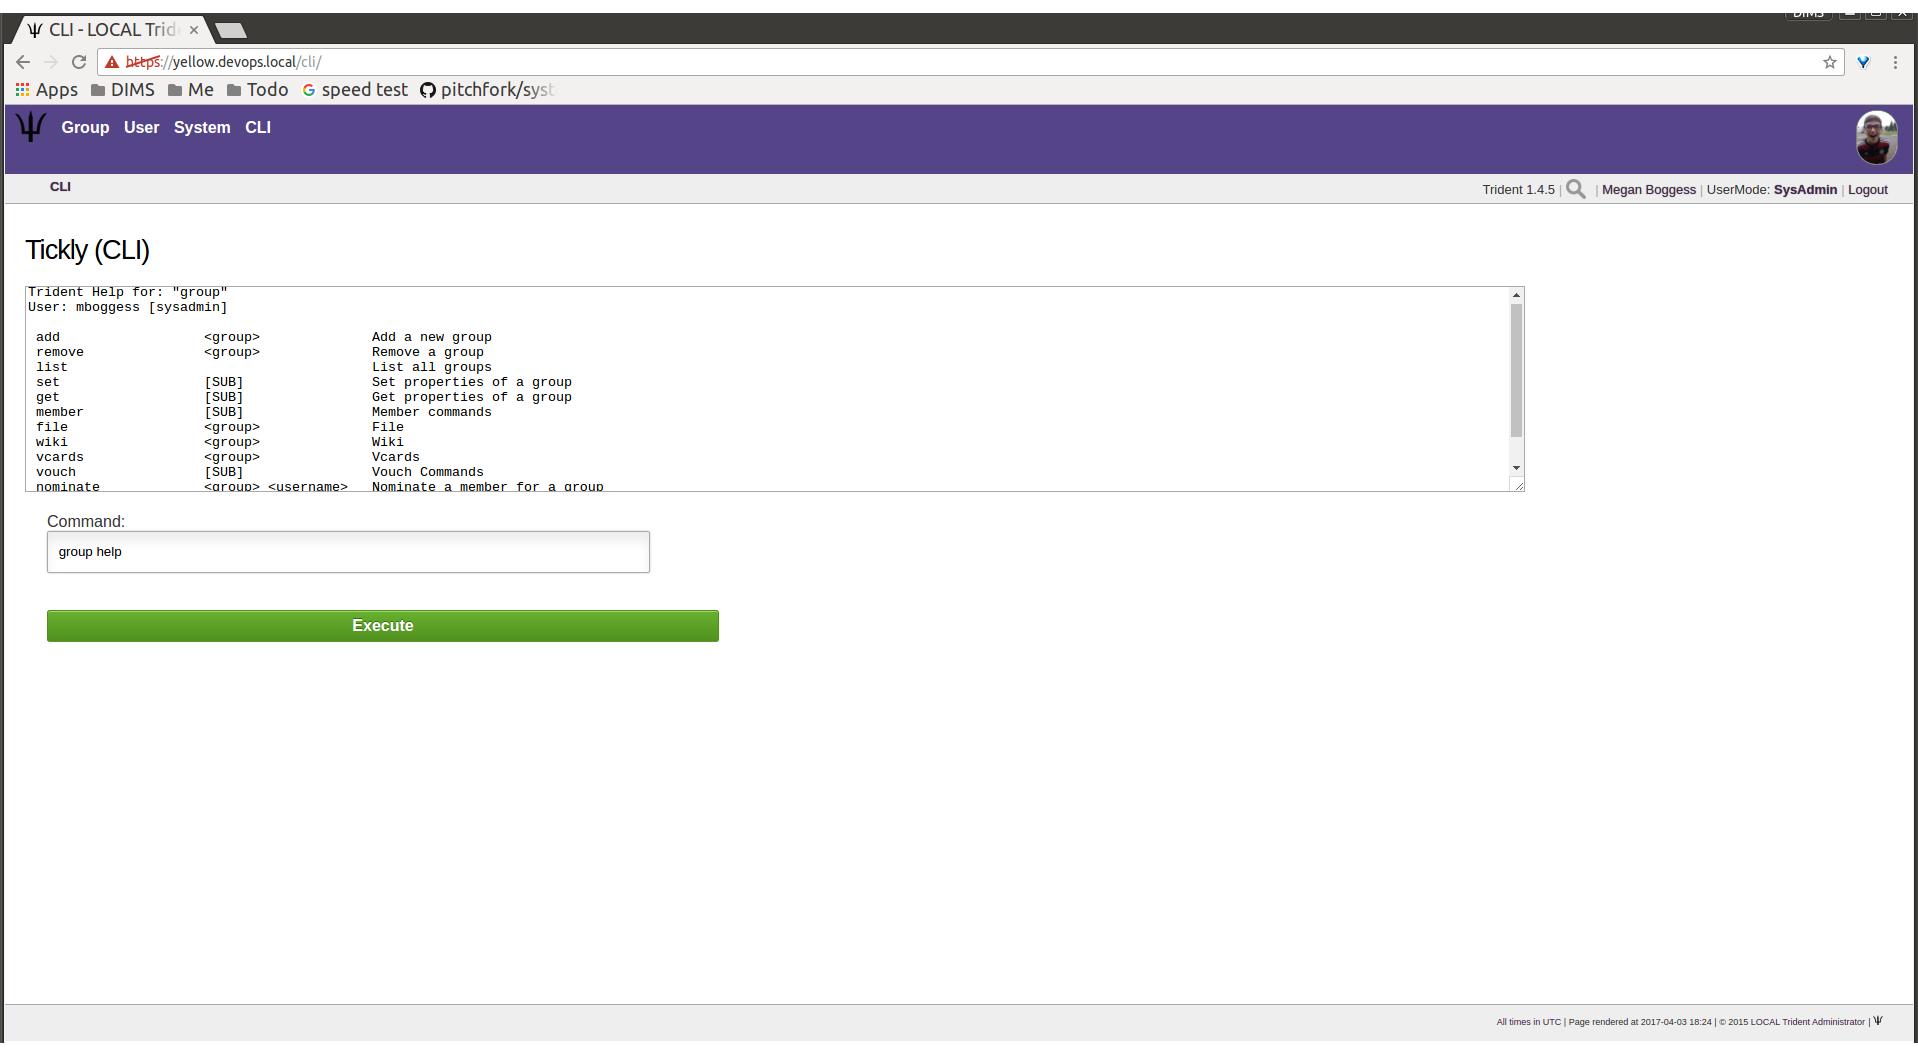 DIMS
CLI - LOCAL Trid
https://yellow.devops.local/cli/
Apps DIMS Me Todo speed test pitchfork/syst
Group User System CLI
CLI
Trident 1.4.5 | | Megan Boggess | UserMode: SysAdmin | Logout
Tickly (CLI)
Trident Help for: "group"
User: mboggess [sysadmin]
add <group> Add a new group
remove <group> Remove a group
list List all groups
set [SUB] Set properties of a group
get [SUB] Get properties of a group
member [SUB] Member commands
file <group> File
wiki <group> Wiki
vcards <group> Vcards
vouch [SUB] Vouch Commands
nominate <group> <username> Nominate a member for a group
Command:
group help
Execute
All times in UTC | Page rendered at 2017-04-03 18:24 | © 2015 LOCAL Trident Administrator |